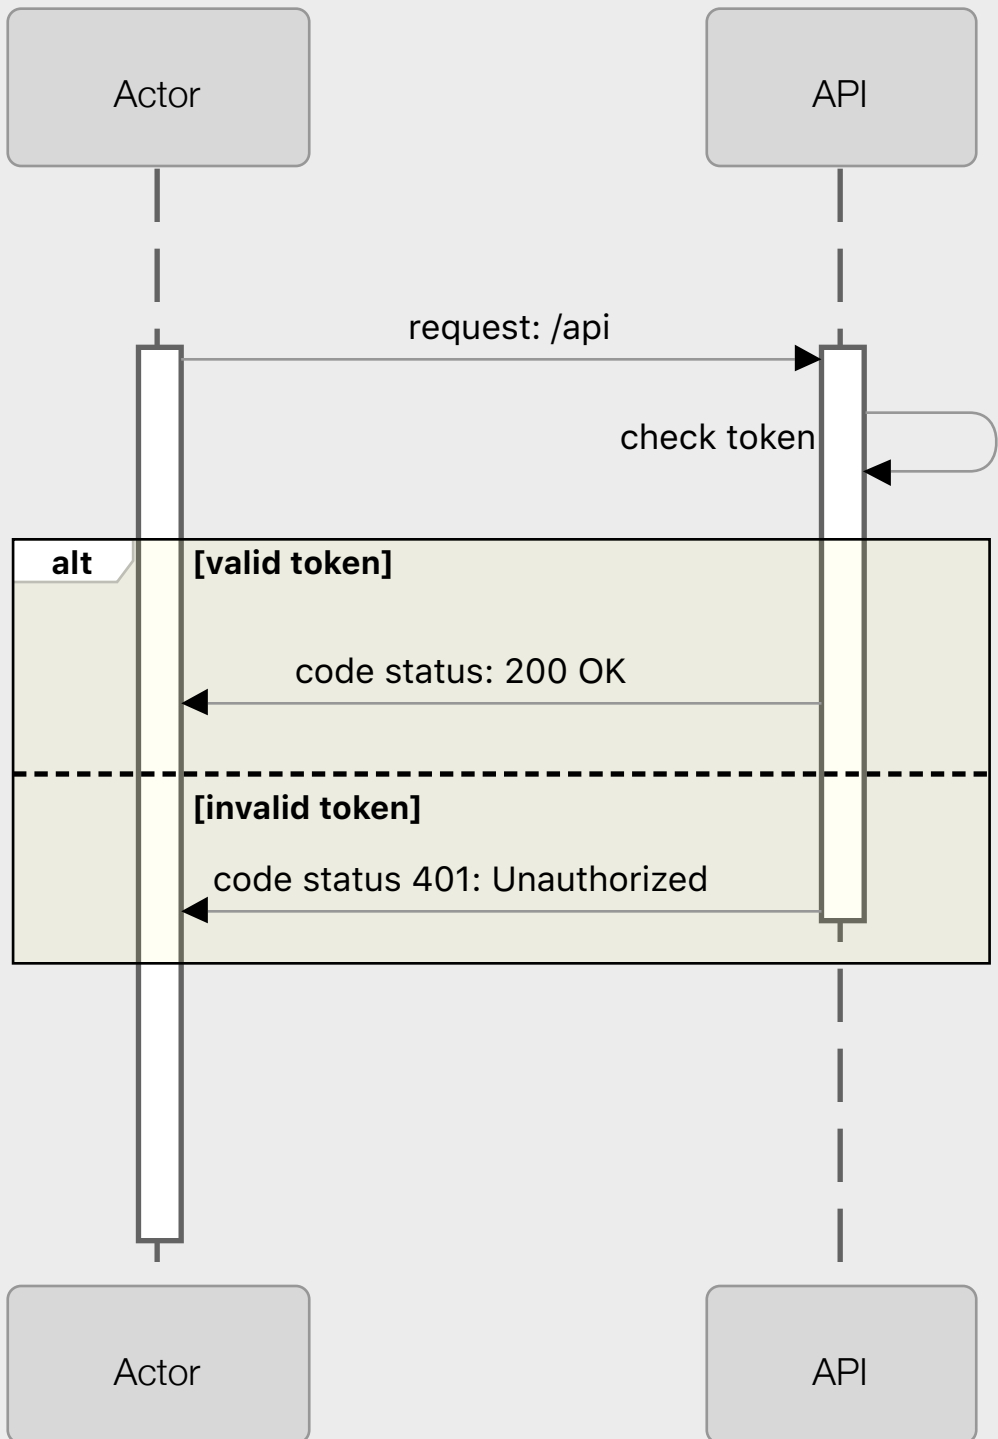 Actor
API
request: /api
check token
alt
[valid token]
code status: 200 OK
[invalid token]
code status 401: Unauthorized
Actor
API